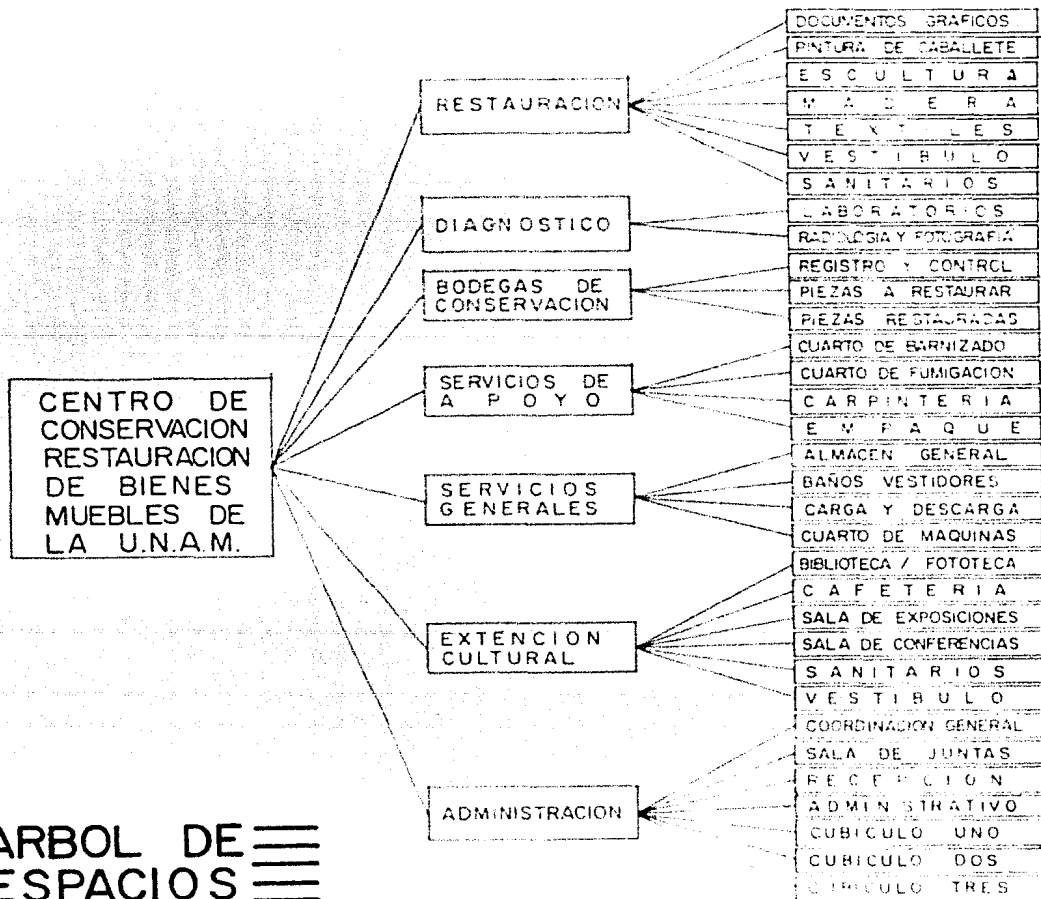 CENTRO DE
CONSERVACION
RESTAURACION
DE BIENES
MUEBLES DE
LA U.N.A.M.
RESTAURACION
DOCUMENTOS GRAFICOS
PINTURA DE CABALLETE
ESCULTURA
MADERA
TEXTILES
VESTIBULO
SANITARIOS
DIAGNOSTICO
LABORATORIOS
RADIOLOGIA Y FOTOGRAFIA
BODEGAS DE
CONSERVACION
REGISTRO Y CONTROL
PIEZAS A RESTAURAR
PIEZAS RESTAURADAS
SERVICIOS DE
APOYO
CUARTO DE BARNIZADO
CUARTO DE FUMIGACION
CARPINTERIA
EMPAQUE
SERVICIOS
GENERALES
ALMACEN GENERAL
BAÑOS VESTIDORES
CARGA Y DESCARGA
CUARTO DE MAQUINAS
EXTENCION
CULTURAL
BIBLIOTECA / FOTOTECA
CAFETERIA
SALA DE EXPOSICIONES
SALA DE CONFERENCIAS
SANITARIOS
VESTIBULO
ADMINISTRACION
COORDINACION GENERAL
SALA DE JUNTAS
RECEPCION
ADMINISTRATIVO
CUBICULO UNO
CUBICULO DOS
CUBICULO TRES
ARBOL DE
ESPACIOS